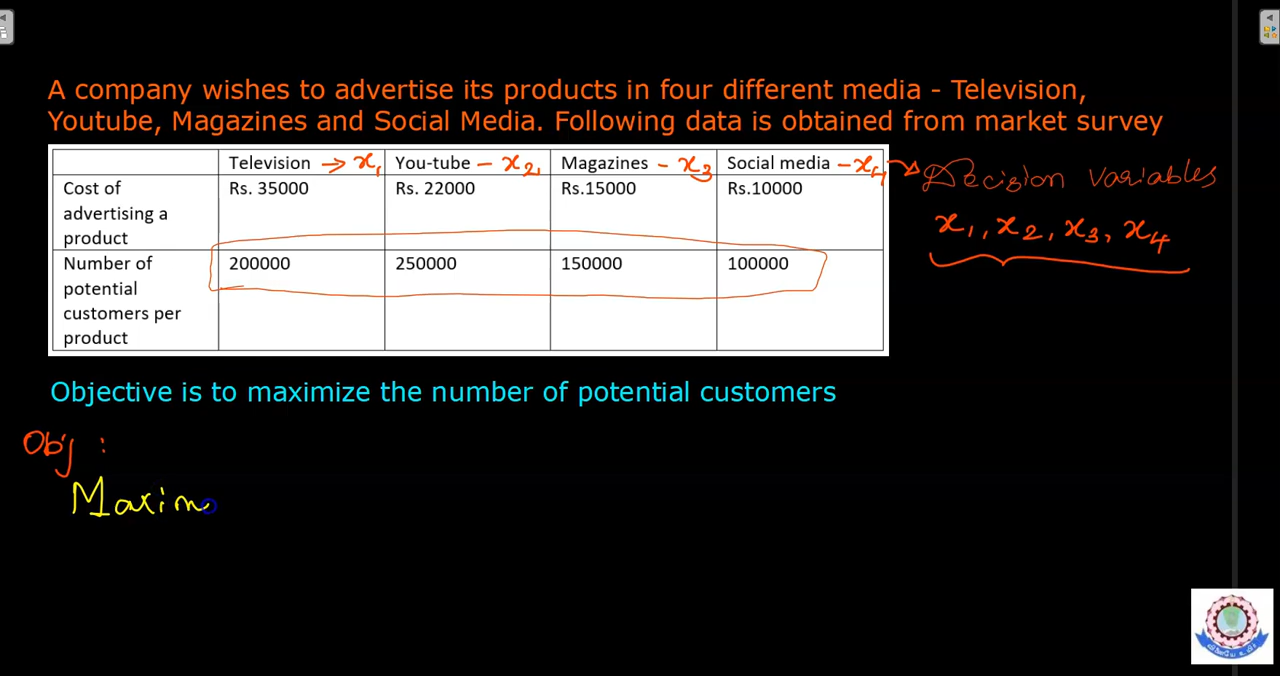 A company wishes to advertise its products in four different media - Television,
Youtube, Magazines and Social Media. Following data is obtained from market survey
Television → x₁ You-tube – x₂ Magazines – x₃ Social media – x₄ → Decision variables
Cost of advertising a product Rs. 35000 Rs. 22000 Rs.15000 Rs.10000
x₁, x₂, x₃, x₄
Number of potential customers per product 200000 250000 150000 100000
Objective is to maximize the number of potential customers
Obj :
Maxim